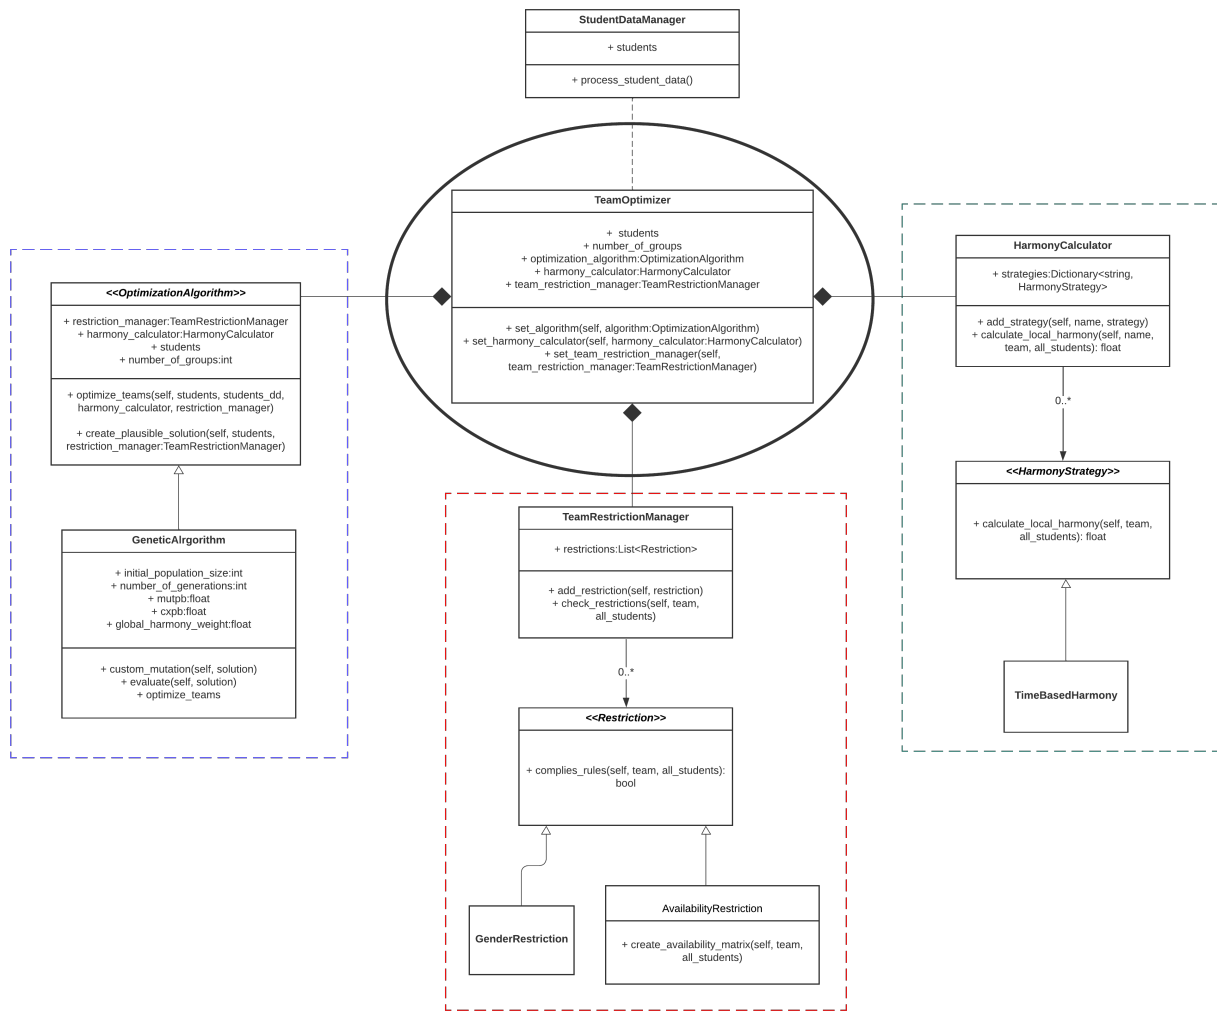 StudentDataManager
+ students
+ process_student_data()
TeamOptimizer
+  students
+ number_of_groups
+ optimization_algorithm:OptimizationAlgorithm
+ harmony_calculator:HarmonyCalculator
+ team_restriction_manager:TeamRestrictionManager
+ set_algorithm(self, algorithm:OptimizationAlgorithm)
+ set_harmony_calculator(self, harmony_calculator:HarmonyCalculator)
+ set_team_restriction_manager(self,
team_restriction_manager:TeamRestrictionManager)
<<OptimizationAlgorithm>>
+ restriction_manager:TeamRestrictionManager
+ harmony_calculator:HarmonyCalculator
+ students
+ number_of_groups:int
+ optimize_teams(self, students, students_dd,
harmony_calculator, restriction_manager)
+ create_plausible_solution(self, students,
restriction_manager:TeamRestrictionManager)
GeneticAlrgorithm
+ initial_population_size:int
+ number_of_generations:int
+ mutpb:float
+ cxpb:float
+ global_harmony_weight:float
+ custom_mutation(self, solution)
+ evaluate(self, solution)
+ optimize_teams
TeamRestrictionManager
+ restrictions:List<Restriction>
+ add_restriction(self, restriction)
+ check_restrictions(self, team,
all_students)
0..*
<<Restriction>>
+ complies_rules(self, team, all_students):
bool
GenderRestriction
AvailabilityRestriction
+ create_availability_matrix(self, team,
all_students)
HarmonyCalculator
+ strategies:Dictionary<string,
HarmonyStrategy>
+ add_strategy(self, name, strategy)
+ calculate_local_harmony(self, name,
team, all_students): float
0..*
<<HarmonyStrategy>>
+ calculate_local_harmony(self, team,
all_students): float
TimeBasedHarmony